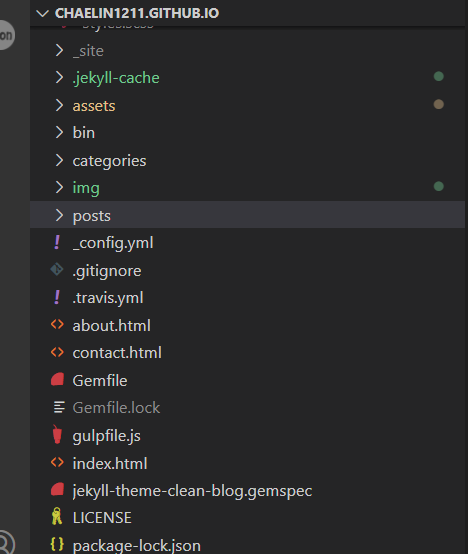 CHAELIN1211.GITHUB.IO
_site
.jekyll-cache
assets
bin
categories
img
posts
_config.yml
.gitignore
.travis.yml
about.html
contact.html
Gemfile
Gemfile.lock
gulpfile.js
index.html
jekyll-theme-clean-blog.gemspec
LICENSE
package-lock.json